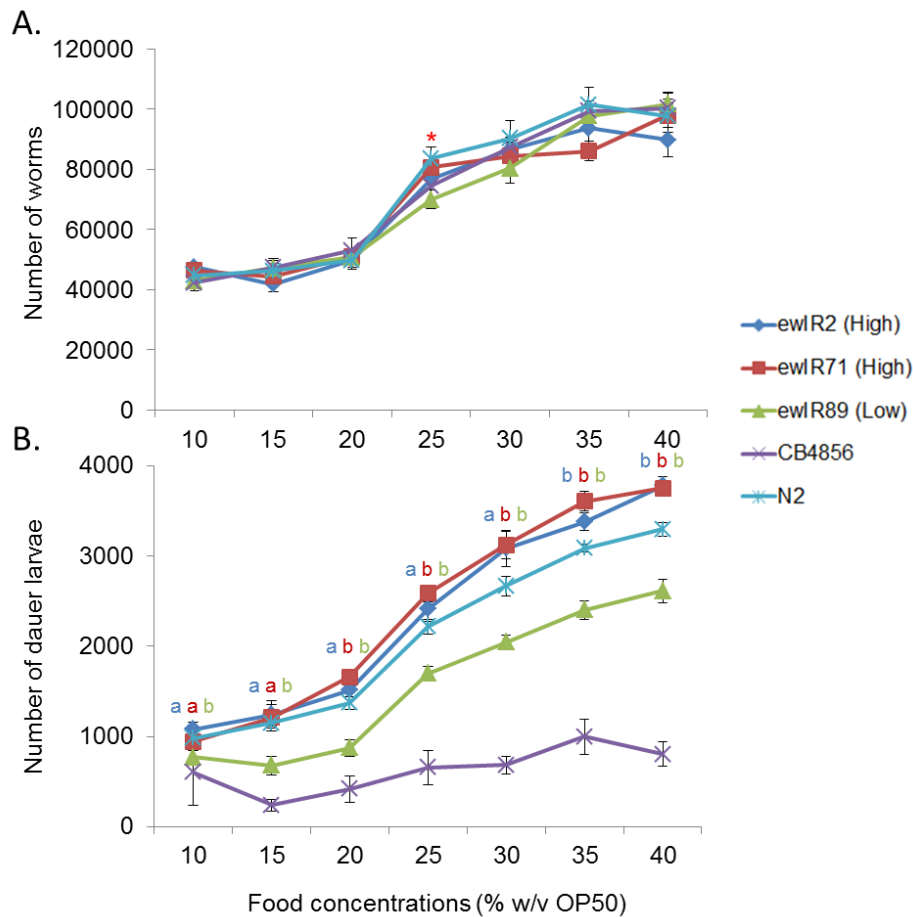 A.
120000
100000
80000
60000
40000
20000
0
Number of worms
*
10 15 20 25 30 35 40
ewIR2 (High)
ewIR71 (High)
ewIR89 (Low)
CB4856
N2
B.
4000
3000
2000
1000
0
Number of dauer larvae
a a b
a a b
a b b
a b b
a b b
b b b
b b b
10 15 20 25 30 35 40
Food concentrations (% w/v OP50)